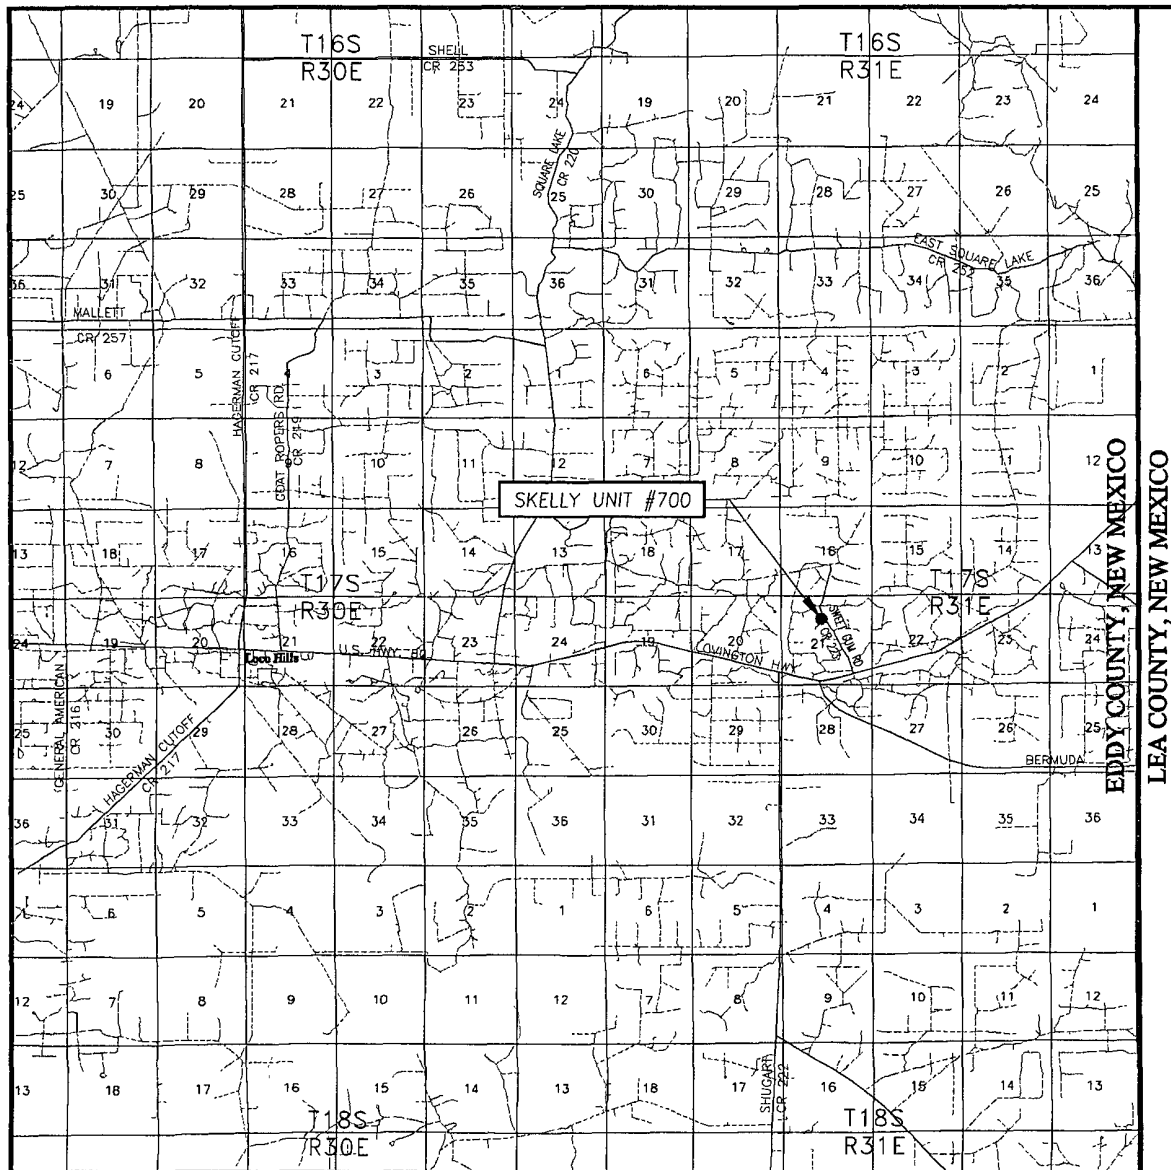 T16S T16S
SHELL
R30E CR 253 R31E
24 19 20 21 22 23 24 19 20 21 22 23 24
SQUARE LAKE
CR 220
25 30 29 28 27 26 25 30 29 28 27 26 25
EAST SQUARE LAKE
CR 252
36 31 32 33 34 35 36 31 32 33 34 35 36
MALLETT
CR 257
HAGERMAN CUTOFF
CR 217
6 5 4 3 2 1 6 5 4 3 2 1
GOAT ROPERS RD
12 7 8 9 10 11 12 7 8 9 10 11 12
SKELLY UNIT #700
13 18 17 16 15 14 13 18 17 16 15 14 13
T17S T17S
R30E R31E
24 19 20 21 22 23 24 19 20 21 22 23 24
Loco Hills
U.S. HWY. 82
LOVINGTON HWY
GENERAL AMERICAN
CR 216
25 30 29 28 27 26 25 30 29 28 27 26 25
HAGERMAN CUTOFF
CR 217
BERMUDA
36 31 32 33 34 35 36 31 32 33 34 35 36
1 6 5 4 3 2 1 6 5 4 3 2 1
12 7 8 9 10 11 12 7 8 9 10 11 12
13 18 17 16 15 14 13 18 17 16 15 14 13
SHUGART
CR 222
T18S T18S
R30E R31E
EDDY COUNTY, NEW MEXICO
LEA COUNTY, NEW MEXICO